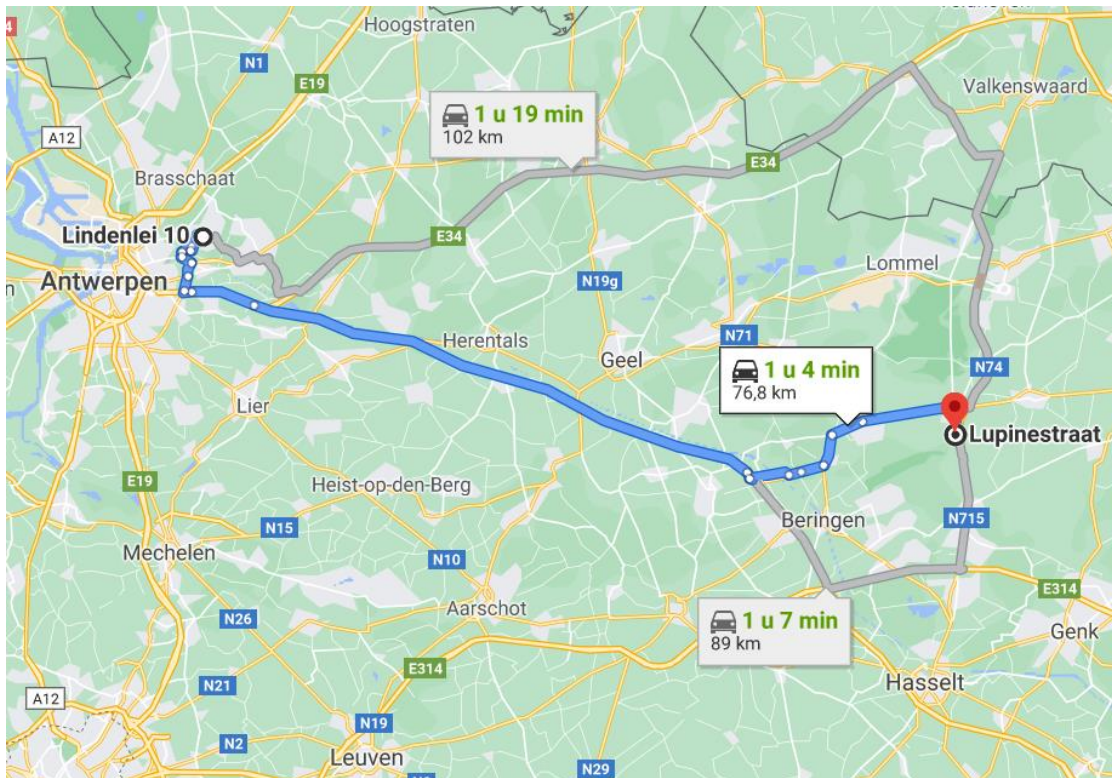 Hoogstraten
N1
E19
A12
Valkenswaard
1 u 19 min
102 km
Brasschaat
E34
Lindenlei 10
E34
Lommel
Antwerpen
N19g
N71
Herentals
Geel
1 u 4 min
76,8 km
N74
Lier
Lupinestraat
E19
Heist-op-den-Berg
N15
Beringen
N715
Mechelen
N10
E314
Aarschot
1 u 7 min
89 km
N26
Genk
E314
Hasselt
N21
A12
N19
N2
Leuven
N29